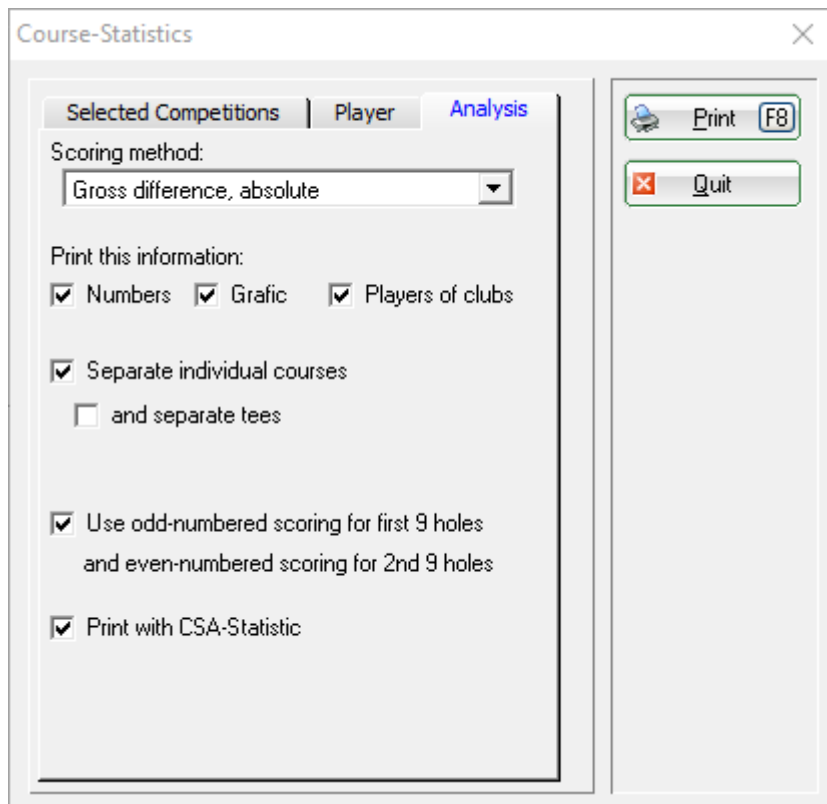 Course-Statistics
Selected Competitions
Player
Analysis
Print F8
Quit
Scoring method:
Gross difference, absolute
Print this information:
Numbers Grafic Players of clubs
Separate individual courses
and separate tees
Use odd-numbered scoring for first 9 holes
and even-numbered scoring for 2nd 9 holes
Print with CSA-Statistic